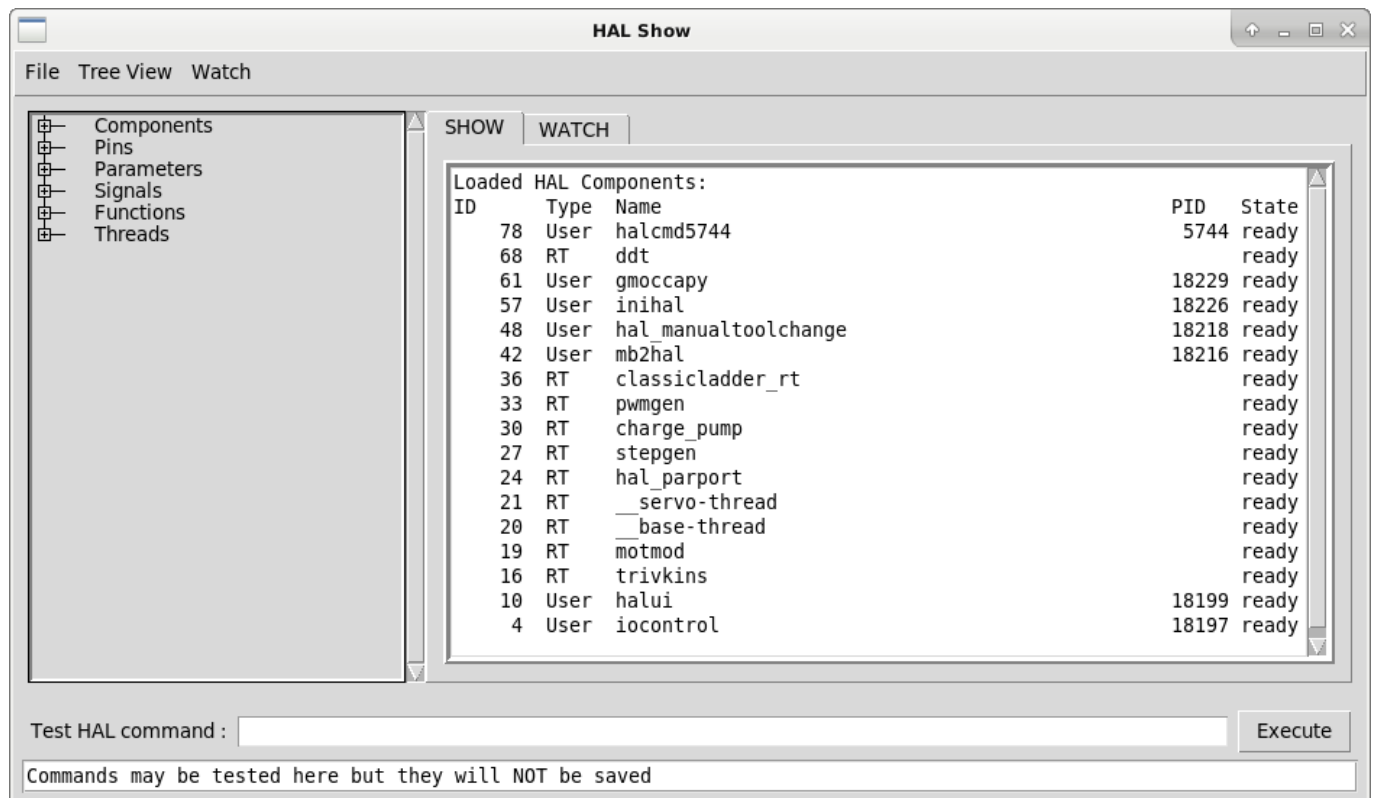 HAL Show
File Tree View Watch
Components
Pins
Parameters
Signals
Functions
Threads
SHOW WATCH
Loaded HAL Components:
ID Type Name PID State
78 User halcmd5744 5744 ready
68 RT ddt ready
61 User gmoccapy 18229 ready
57 User inihal 18226 ready
48 User hal_manualtoolchange 18218 ready
42 User mb2hal 18216 ready
36 RT classicladder_rt ready
33 RT pwmgen ready
30 RT charge_pump ready
27 RT stepgen ready
24 RT hal_parport ready
21 RT __servo-thread ready
20 RT __base-thread ready
19 RT motmod ready
16 RT trivkins ready
10 User halui 18199 ready
4 User iocontrol 18197 ready
Test HAL command : Execute
Commands may be tested here but they will NOT be saved